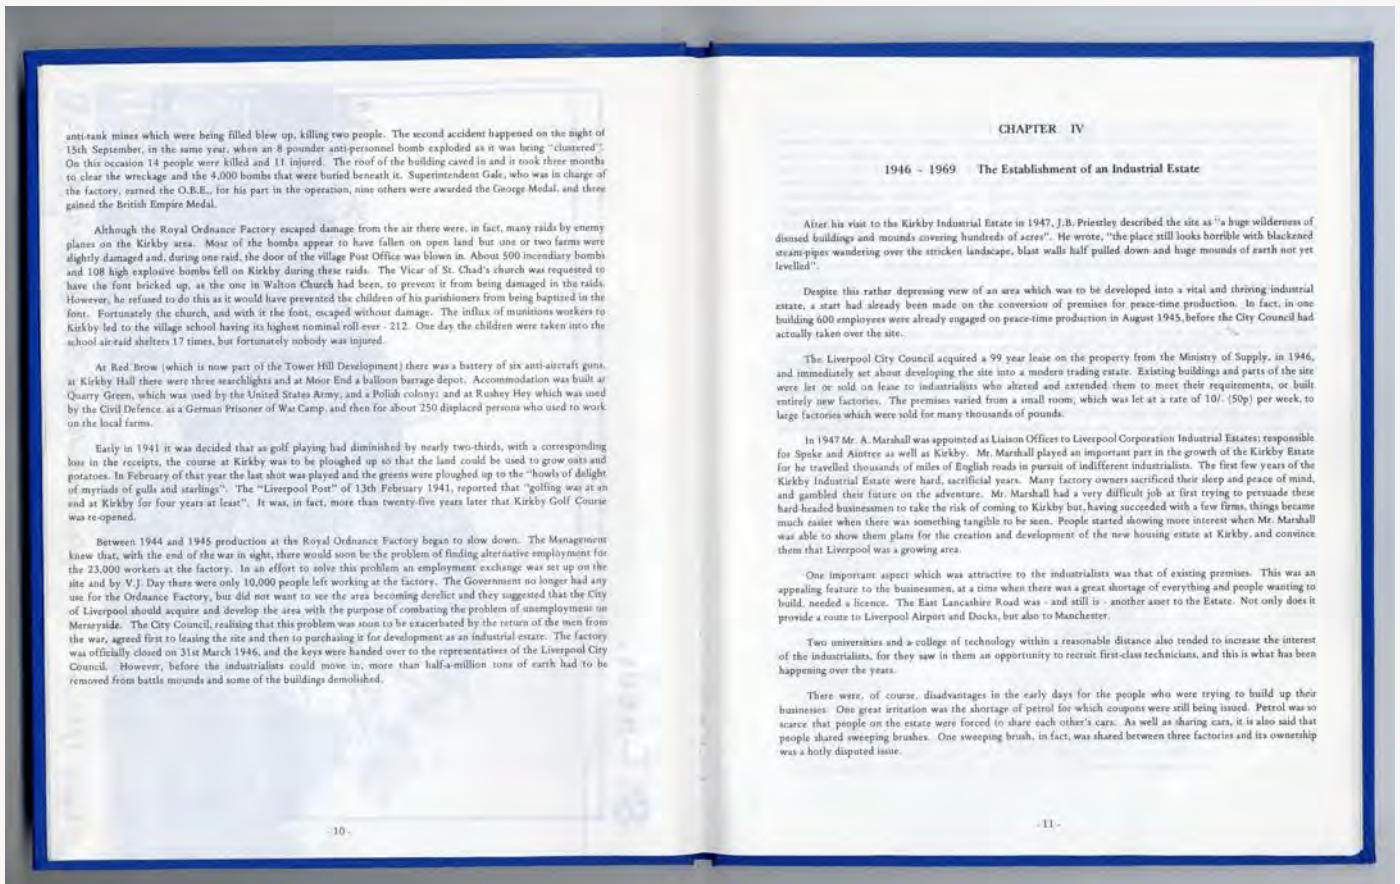 anti-tank mines which were being filled blew up, killing two people. The second accident happened on the night of
15th September, in the same year, when an 8 pounder anti-personnel bomb exploded as it was being "clustered".
On this occasion 14 people were killed and 11 injured. The roof of the building caved in and it took three months
to clear the wreckage and the 4,000 bombs that were buried beneath it. Superintendent Gale, who was in charge of
the factory, earned the O.B.E., for his part in the operation, nine others were awarded the George Medal, and three
gained the British Empire Medal.
Although the Royal Ordnance Factory escaped damage from the air there were, in fact, many raids by enemy
planes on the Kirkby area. Most of the bombs appear to have fallen on open land but one or two farms were
slightly damaged and, during one raid, the door of the village Post Office was blown in. About 500 incendiary bombs
and 108 high explosive bombs fell on Kirkby during these raids. The Vicar of St. Chad's church was requested to
have the font bricked up, as the one in Walton Church had been, to prevent it from being damaged in the raids.
However, he refused to do this as it would have prevented the children of his parishioners from being baptized in the
font. Fortunately the church, and with it the font, escaped without damage. The influx of munitions workers to
Kirkby led to the village school having its highest nominal roll ever - 212. One day the children were taken into the
school air-raid shelters 17 times, but fortunately nobody was injured.
At Red Brow (which is now part of the Tower Hill Development) there was a battery of six anti-aircraft guns,
at Kirkby Hall there were three searchlights and at Moor End a balloon barrage depot. Accommodation was built at
Quarry Green, which was used by the United States Army, and a Polish colony; and at Rushey Hey which was used
by the Civil Defence, as a German Prisoner of War Camp, and then for about 250 displaced persons who used to work
on the local farms.
Early in 1941 it was decided that as golf playing had diminished by nearly two-thirds, with a corresponding
loss in the receipts, the course at Kirkby was to be ploughed up so that the land could be used to grow oats and
potatoes. In February of that year the last shot was played and the greens were ploughed up to the "howls of delight
of myriads of gulls and starlings". The "Liverpool Post" of 13th February 1941, reported that "golfing was at an
end at Kirkby for four years at least". It was, in fact, more than twenty-five years later that Kirkby Golf Course
was re-opened.
Between 1944 and 1945 production at the Royal Ordnance Factory began to slow down. The Management
knew that, with the end of the war in sight, there would soon be the problem of finding alternative employment for
the 23,000 workers at the factory. In an effort to solve this problem an employment exchange was set up on the
site and by V.J. Day there were only 10,000 people left working at the factory. The Government no longer had any
use for the Ordnance Factory, but did not want to see the area becoming derelict and they suggested that the City
of Liverpool should acquire and develop the area with the purpose of combating the problem of unemployment on
Merseyside. The City Council, realising that this problem was soon to be exacerbated by the return of the men from
the war, agreed first to leasing the site and then to purchasing it for development as an industrial estate. The factory
was officially closed on 31st March 1946, and the keys were handed over to the representatives of the Liverpool City
Council. However, before the industrialists could move in, more than half-a-million tons of earth had to be
removed from battle mounds and some of the buildings demolished.
- 10 -
CHAPTER IV
1946 - 1969 The Establishment of an Industrial Estate
After his visit to the Kirkby Industrial Estate in 1947, J.B. Priestley described the site as "a huge wilderness of
disused buildings and mounds covering hundreds of acres". He wrote, "the place still looks horrible with blackened
steam-pipes wandering over the stricken landscape, blast walls half pulled down and huge mounds of earth not yet
levelled".
Despite this rather depressing view of an area which was to be developed into a vital and thriving industrial
estate, a start had already been made on the conversion of premises for peace-time production. In fact, in one
building 600 employees were already engaged on peace-time production in August 1945, before the City Council had
actually taken over the site.
The Liverpool City Council acquired a 99 year lease on the property from the Ministry of Supply, in 1946,
and immediately set about developing the site into a modern trading estate. Existing buildings and parts of the site
were let or sold on lease to industrialists who altered and extended them to meet their requirements, or built
entirely new factories. The premises varied from a small room, which was let at a rate of 10/- (50p) per week, to
large factories which were sold for many thousands of pounds.
In 1947 Mr. A. Marshall was appointed as Liaison Offices to Liverpool Corporation Industrial Estates; responsible
for Speke and Aintree as well as Kirkby. Mr. Marshall played an important part in the growth of the Kirkby Estate
for he travelled thousands of miles of English roads in pursuit of indifferent industrialists. The first few years of the
Kirkby Industrial Estate were hard, sacrificial years. Many factory owners sacrificed their sleep and peace of mind,
and gambled their future on the adventure. Mr. Marshall had a very difficult job at first trying to persuade these
hard-headed businessmen to take the risk of coming to Kirkby but, having succeeded with a few firms, things became
much easier when there was something tangible to be seen. People started showing more interest when Mr. Marshall
was able to show them plans for the creation and development of the new housing estate at Kirkby, and convince
them that Liverpool was a growing area.
One important aspect which was attractive to the industrialists was that of existing premises. This was an
appealing feature to the businessmen, at a time when there was a great shortage of everything and people wanting to
build, needed a licence. The East Lancashire Road was - and still is - another asset to the Estate. Not only does it
provide a route to Liverpool Airport and Docks, but also to Manchester.
Two universities and a college of technology within a reasonable distance also tended to increase the interest
of the industrialists, for they saw in them an opportunity to recruit first-class technicians, and this is what has been
happening over the years.
There were, of course, disadvantages in the early days for the people who were trying to build up their
businesses. One great irritation was the shortage of petrol for which coupons were still being issued. Petrol was so
scarce that people on the estate were forced to share each other's cars. As well as sharing cars, it is also said that
people shared sweeping brushes. One sweeping brush, in fact, was shared between three factories and its ownership
was a hotly disputed issue.
- 11 -